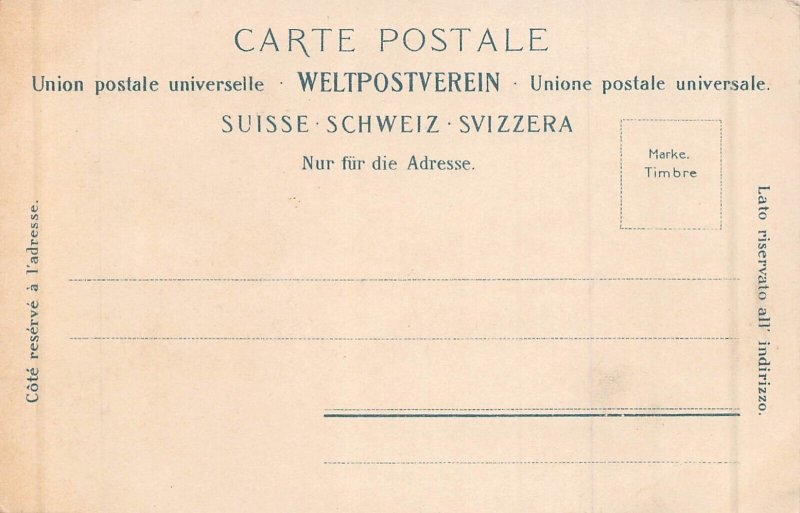 CARTE POSTALE
Union postale universelle · WELTPOSTVEREIN · Unione postale universale.
SUISSE · SCHWEIZ · SVIZZERA
Nur für die Adresse.
Marke.
Timbre
Côté resérvé à l'adresse.
Lato riservato all' indirizzo.